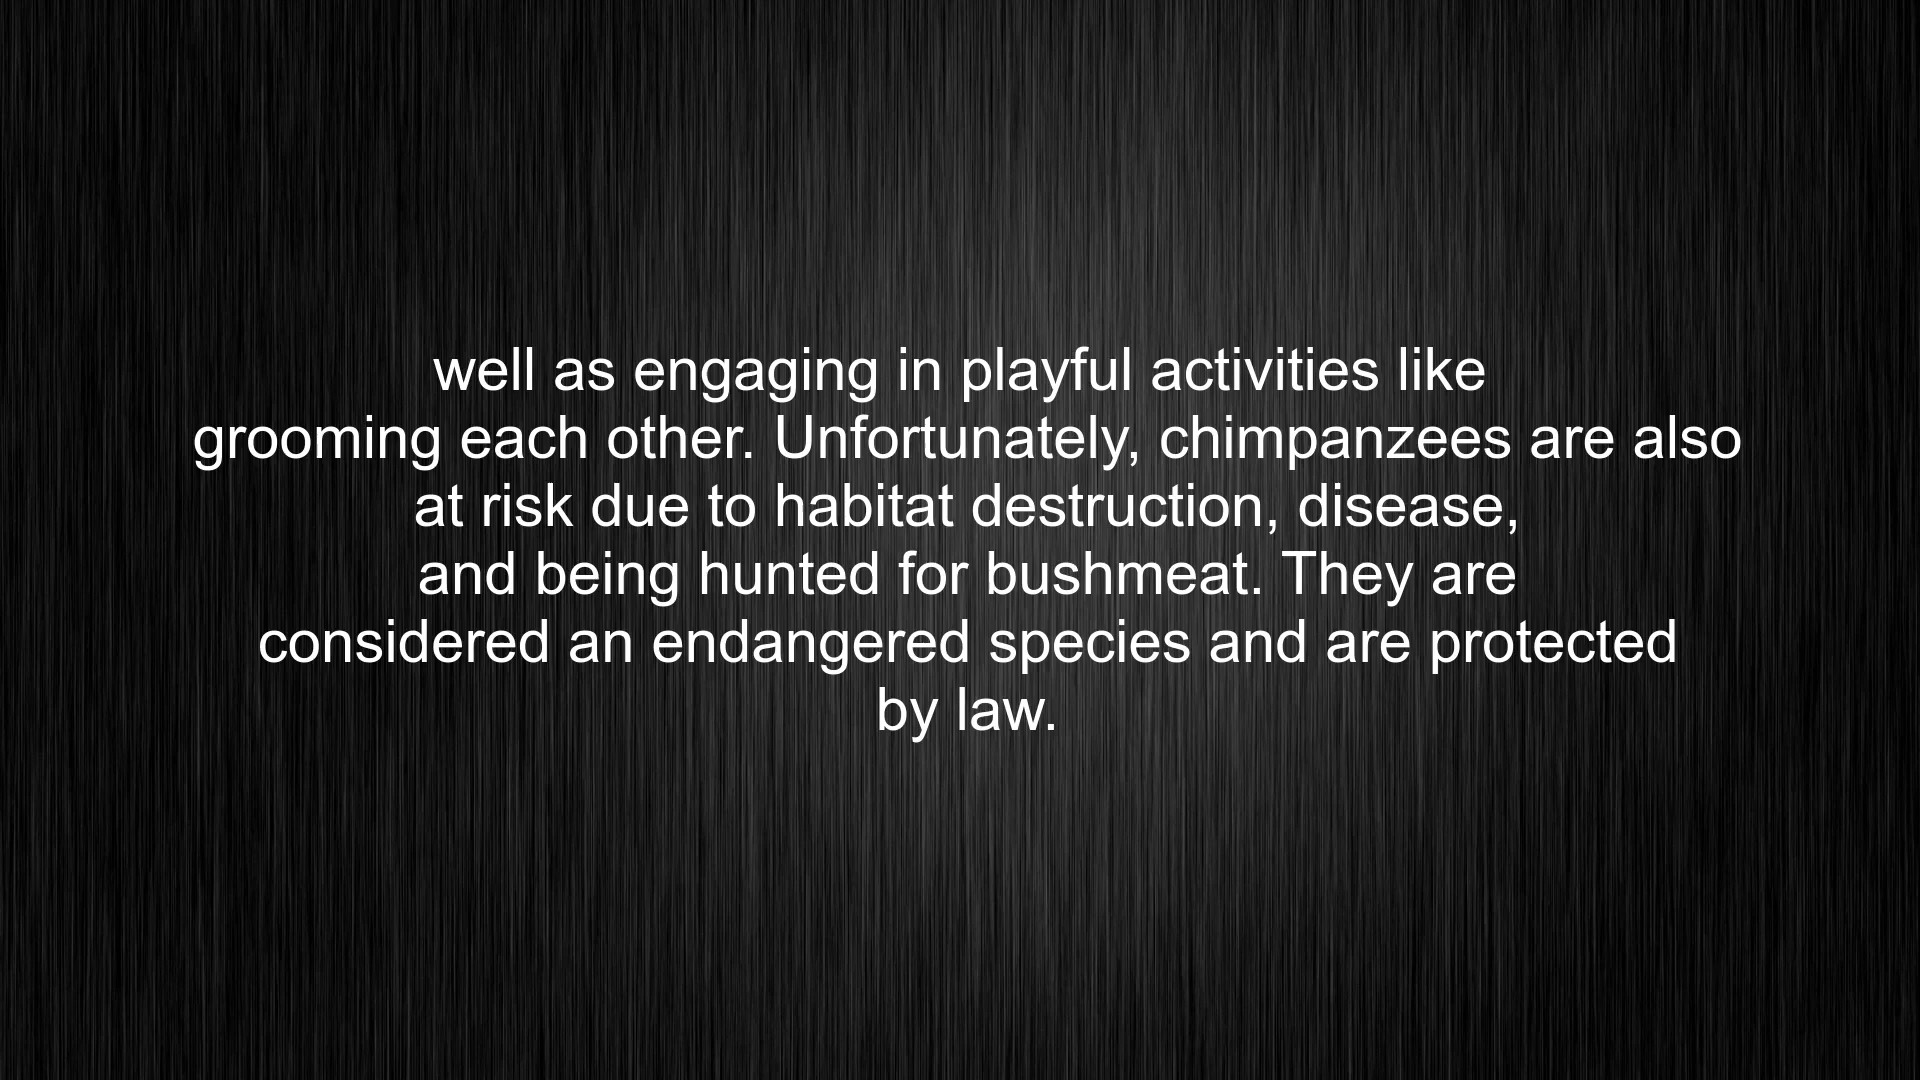 well as engaging in playful activities like
grooming each other. Unfortunately, chimpanzees are also
at risk due to habitat destruction, disease,
and being hunted for bushmeat. They are
considered an endangered species and are protected
by law.